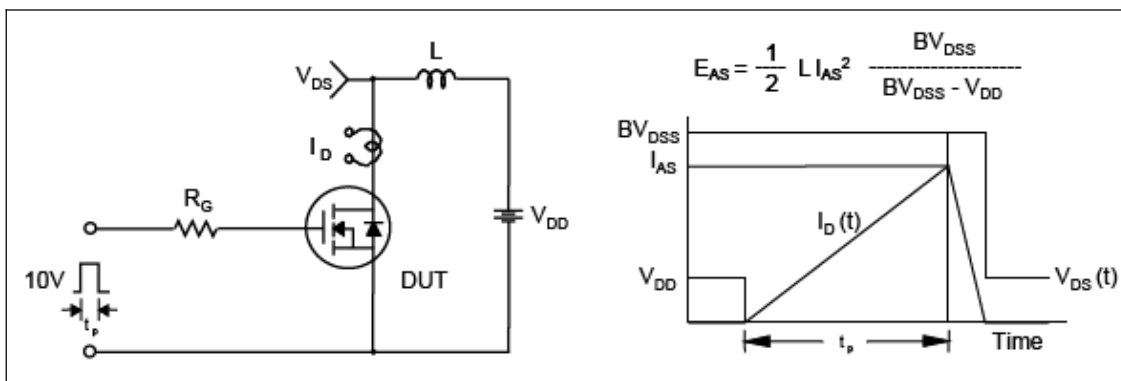 L
V_DS
I_D
R_G
V_DD
10V
DUT
t_p
E_AS = 1/2 L I_AS² BV_DSS / BV_DSS - V_DD
BV_DSS
I_AS
I_D (t)
V_DD
V_DS (t)
t_p
Time